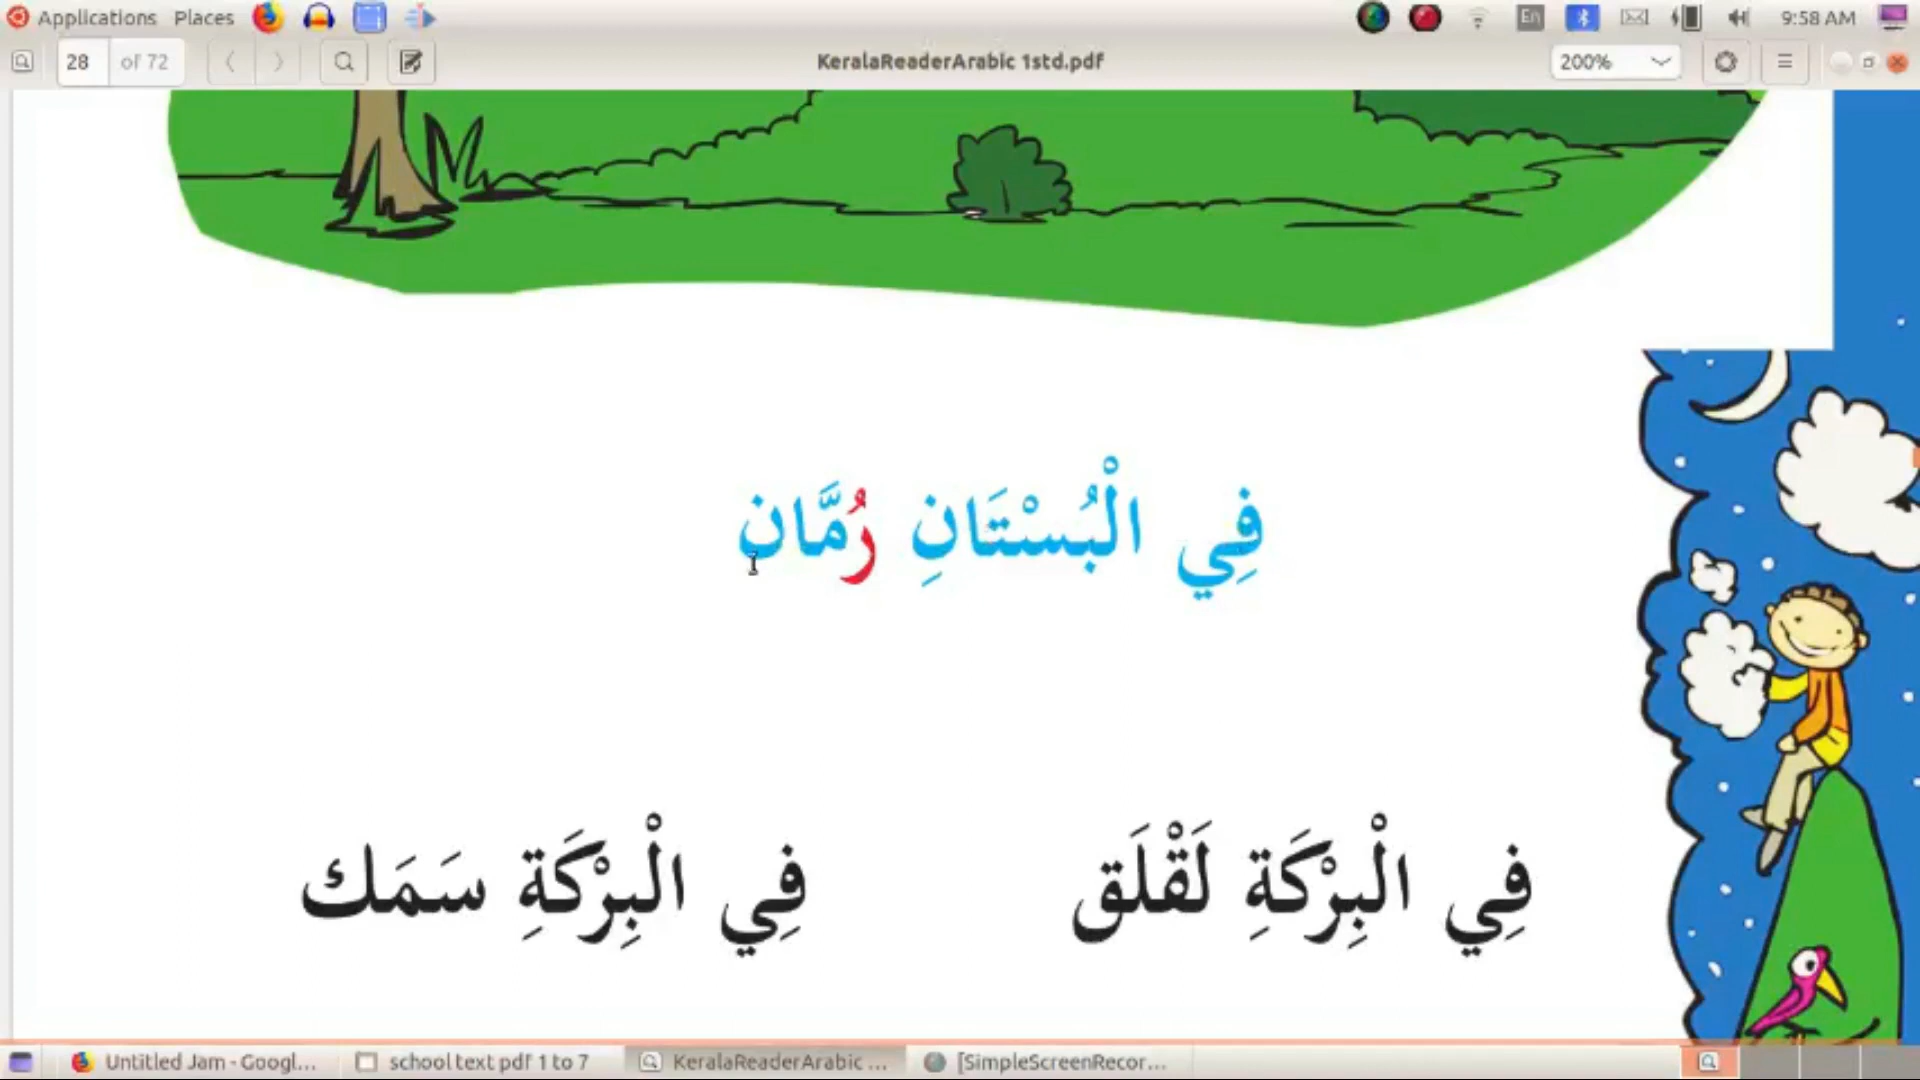 Applications Places En 9:58 AM
28 of 72 KeralaReaderArabic 1std.pdf 200%
فِي الْبُسْتَانِ رُمَّان
فِي الْبِرْكَةِ لَقْلَق فِي الْبِرْكَةِ سَمَك
Untitled Jam - Googl... school text pdf 1 to 7 KeralaReaderArabic ... [SimpleScreenRecor...